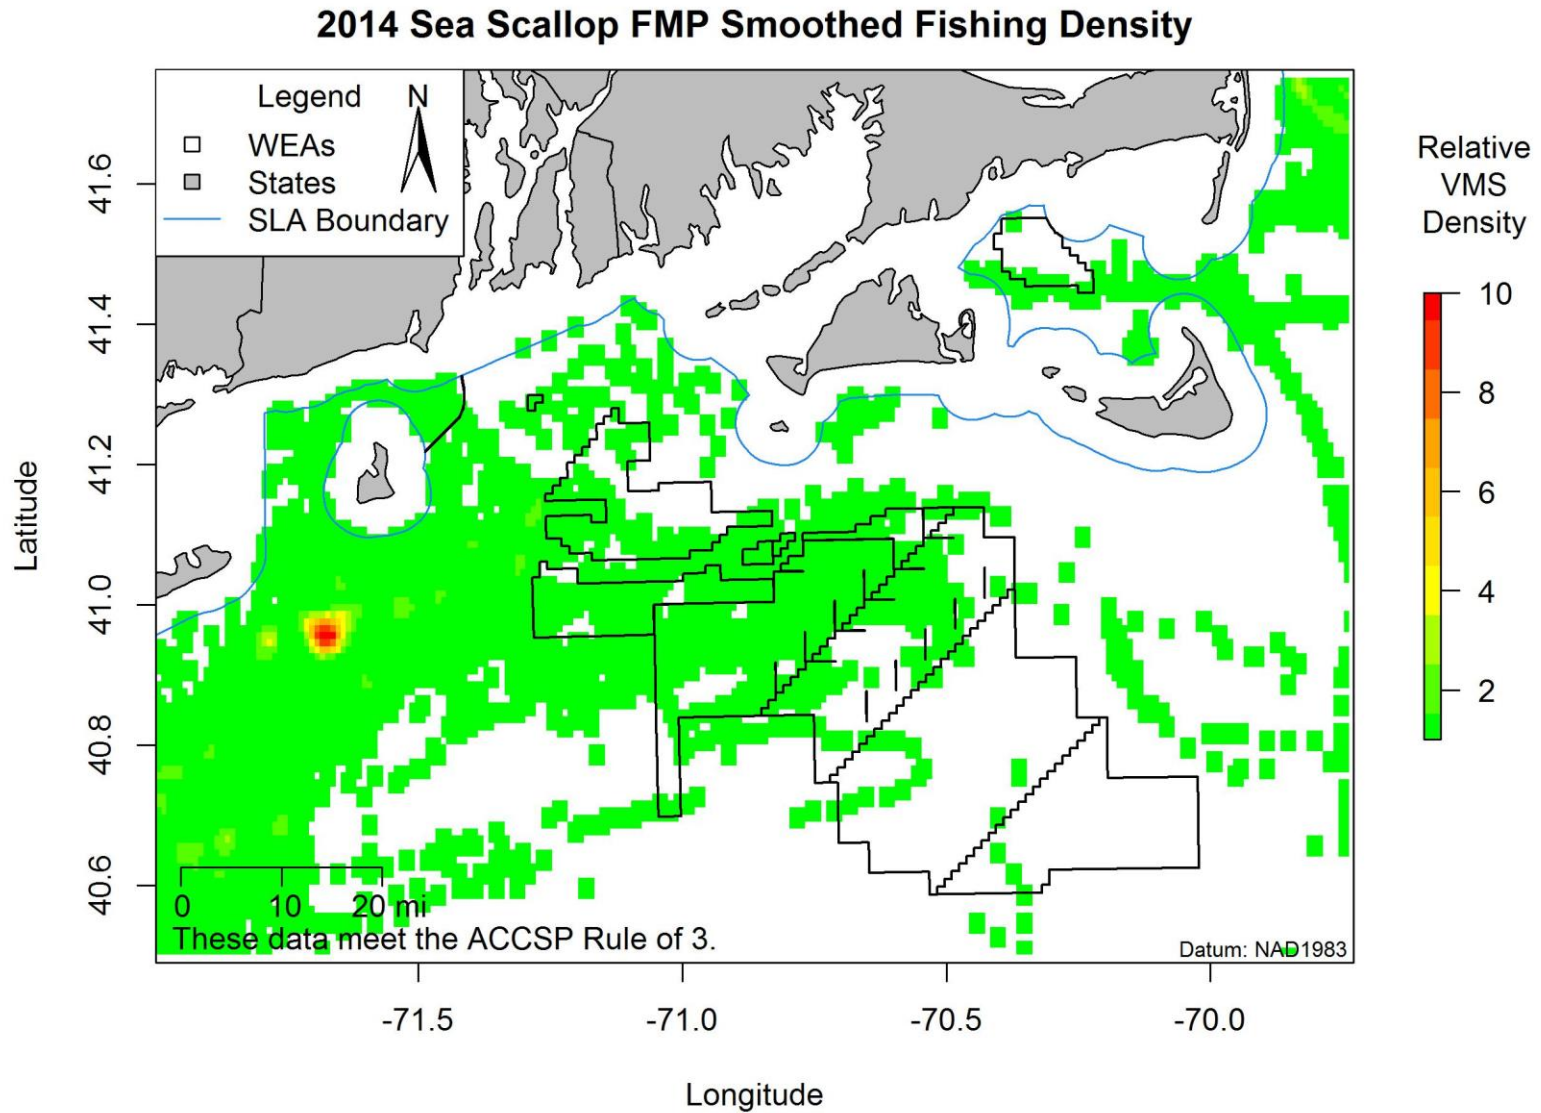 2014 Sea Scallop FMP Smoothed Fishing Density
Legend
N
WEAs
States
SLA Boundary
Relative
VMS
Density
10
8
6
4
2
Latitude
41.6
41.4
41.2
41.0
40.8
40.6
0 10 20 mi
These data meet the ACCSP Rule of 3.
Datum: NAD1983
-71.5 -71.0 -70.5 -70.0
Longitude